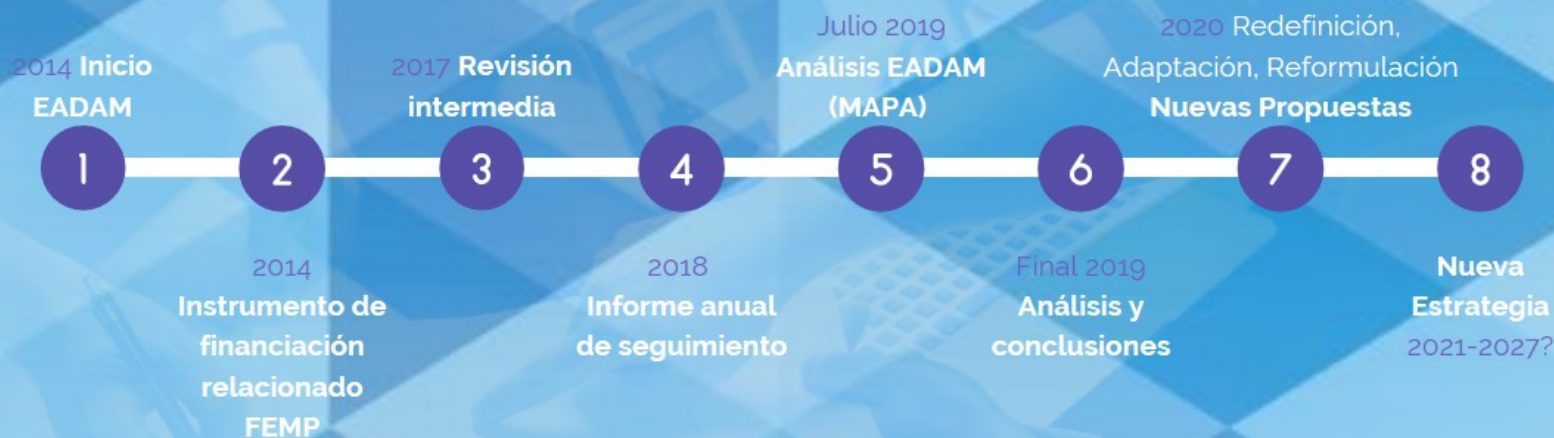 2014 Inicio
EADAM
1
2014
Instrumento de
financiación
relacionado
FEMP
2
2017 Revisión
intermedia
3
2018
Informe anual
de seguimiento
4
Julio 2019
Análisis EADAM
(MAPA)
5
Final 2019
Análisis y
conclusiones
6
2020 Redefinición,
Adaptación, Reformulación
Nuevas Propuestas
7
Nueva
Estrategia
2021-2027?
8